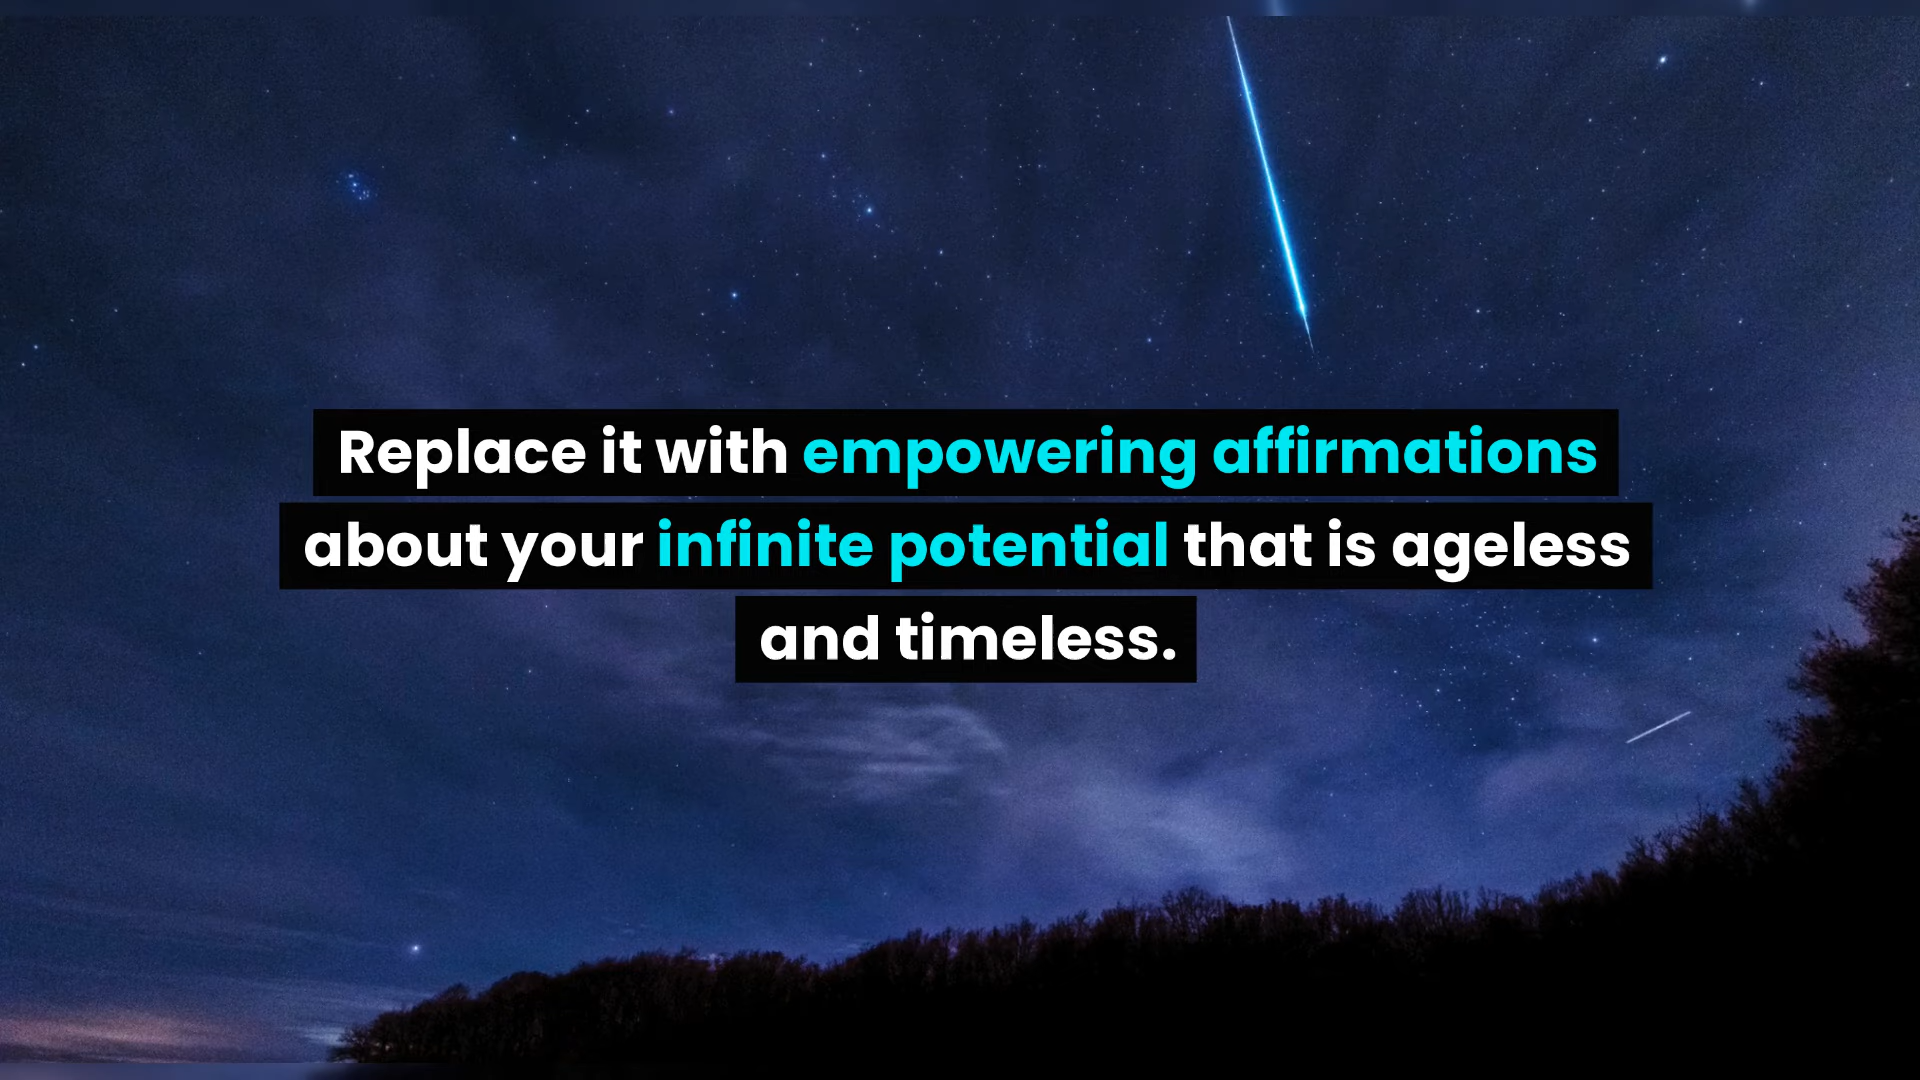 Replace it with empowering affirmations
about your infinite potential that is ageless
and timeless.